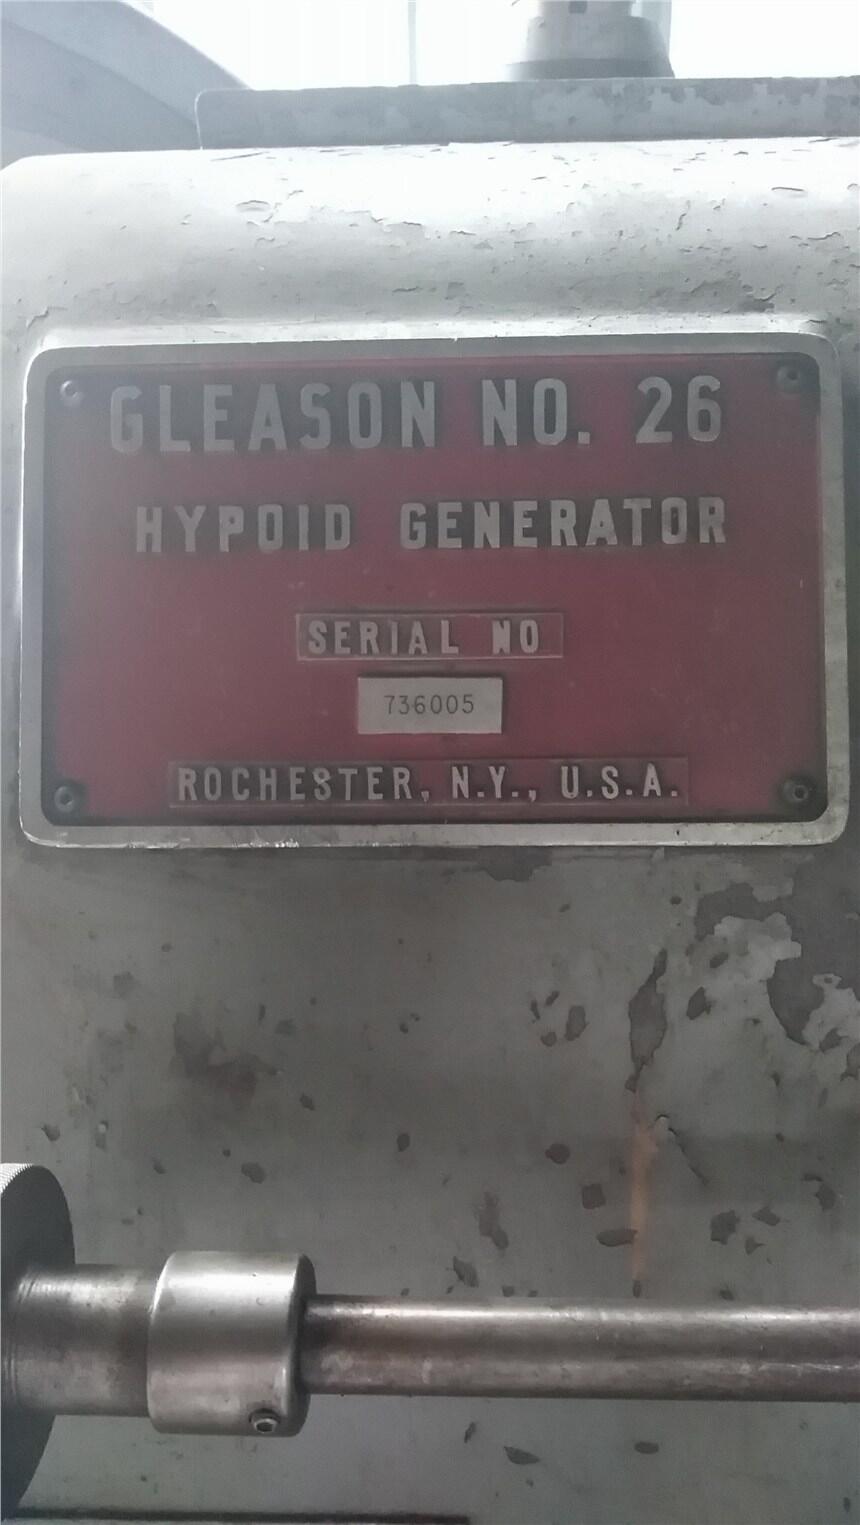 GLEASON NO. 26
HYPOID GENERATOR
SERIAL NO
736005
ROCHESTER, N.Y., U.S.A.